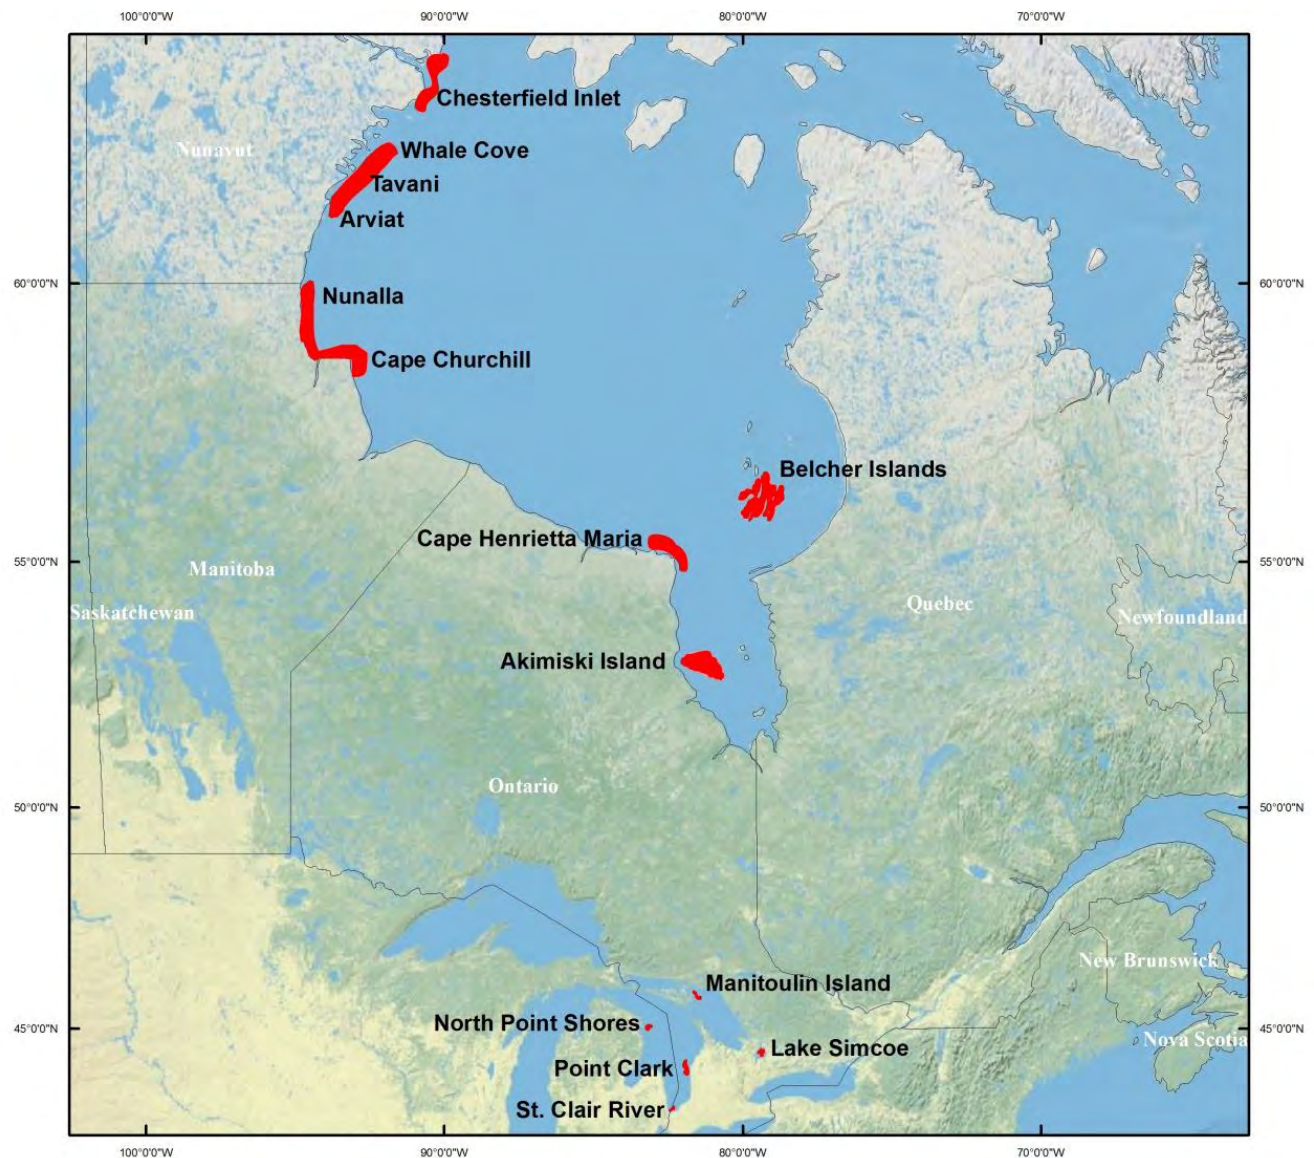 100°0'0"W 90°0'0"W 80°0'0"W 70°0'0"W
Chesterfield Inlet
Nunavut
Whale Cove
Tavani
Arviat
60°0'0"N 60°0'0"N
Nunalla
Cape Churchill
Belcher Islands
Cape Henrietta Maria
55°0'0"N 55°0'0"N
Manitoba
Quebec
Saskatchewan
Newfoundland
Akimiski Island
Ontario
50°0'0"N 50°0'0"N
New Brunswick
Manitoulin Island
North Point Shores
45°0'0"N 45°0'0"N
Nova Scotia
Lake Simcoe
Point Clark
St. Clair River
100°0'0"W 90°0'0"W 80°0'0"W 70°0'0"W